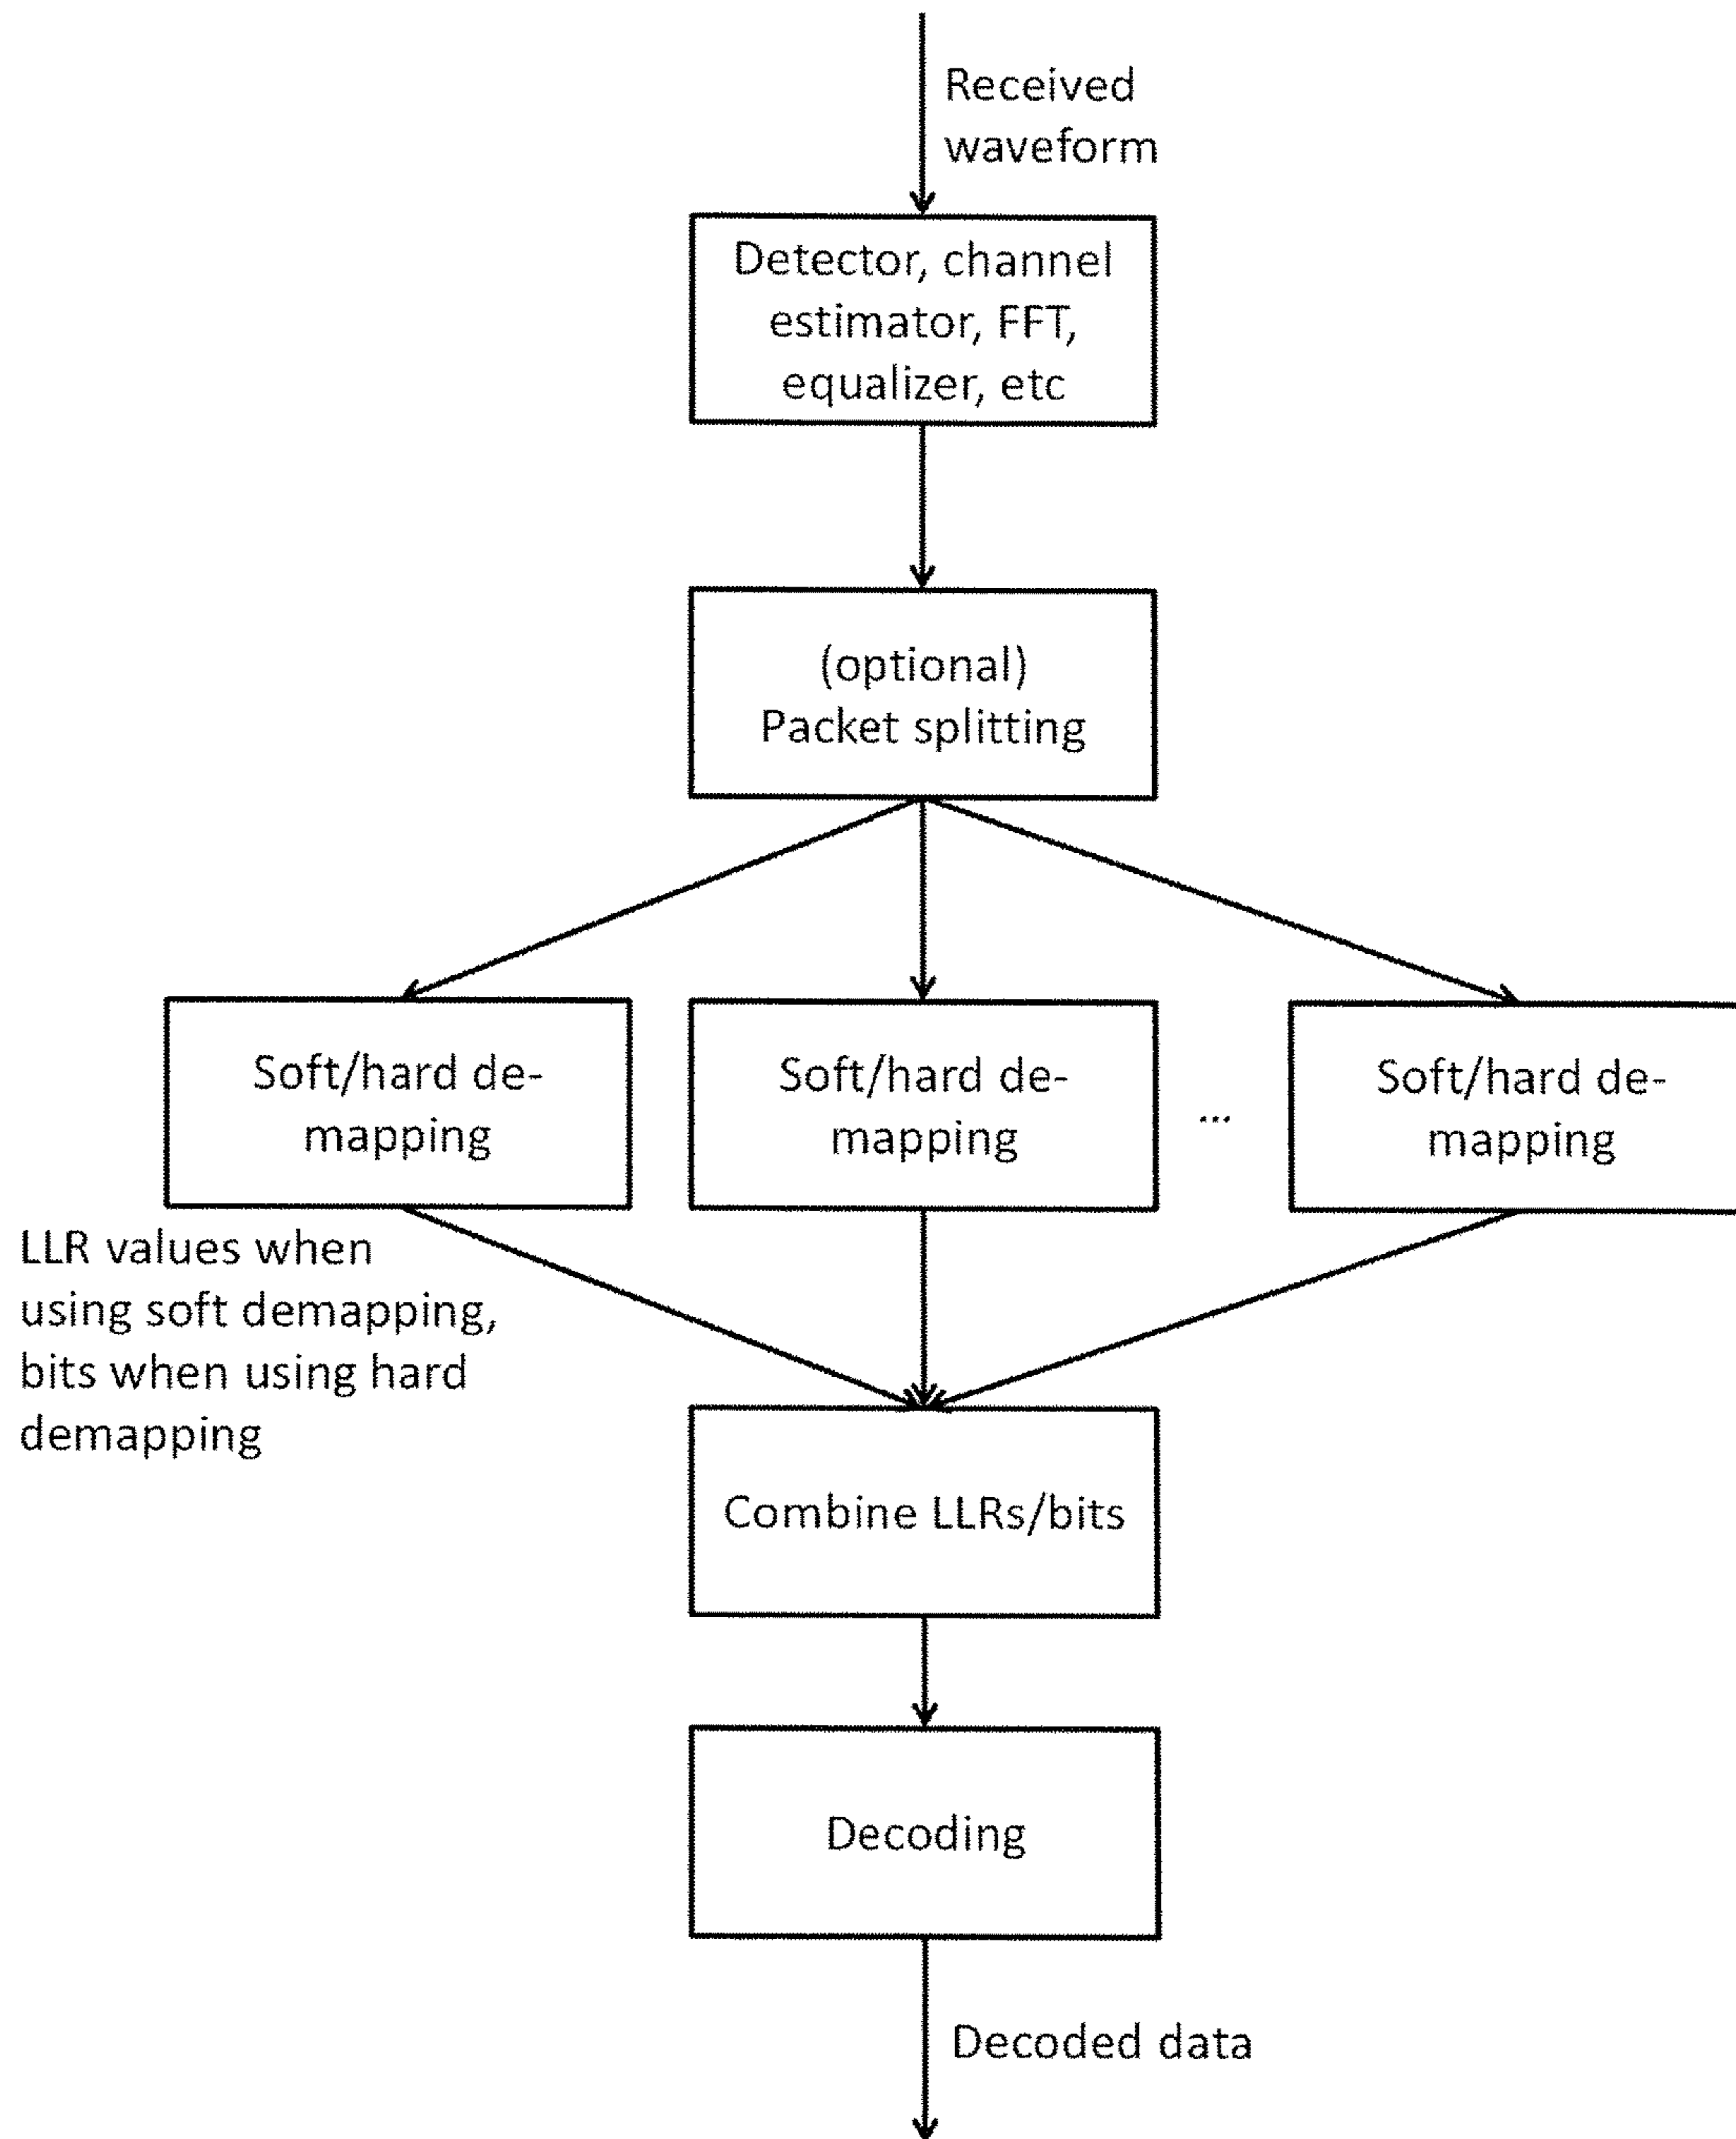 Received
waveform
Detector, channel
estimator, FFT,
equalizer, etc
(optional)
Packet splitting
Soft/hard de-
mapping
Soft/hard de-
mapping
...
Soft/hard de-
mapping
LLR values when
using soft demapping,
bits when using hard
demapping
Combine LLRs/bits
Decoding
Decoded data